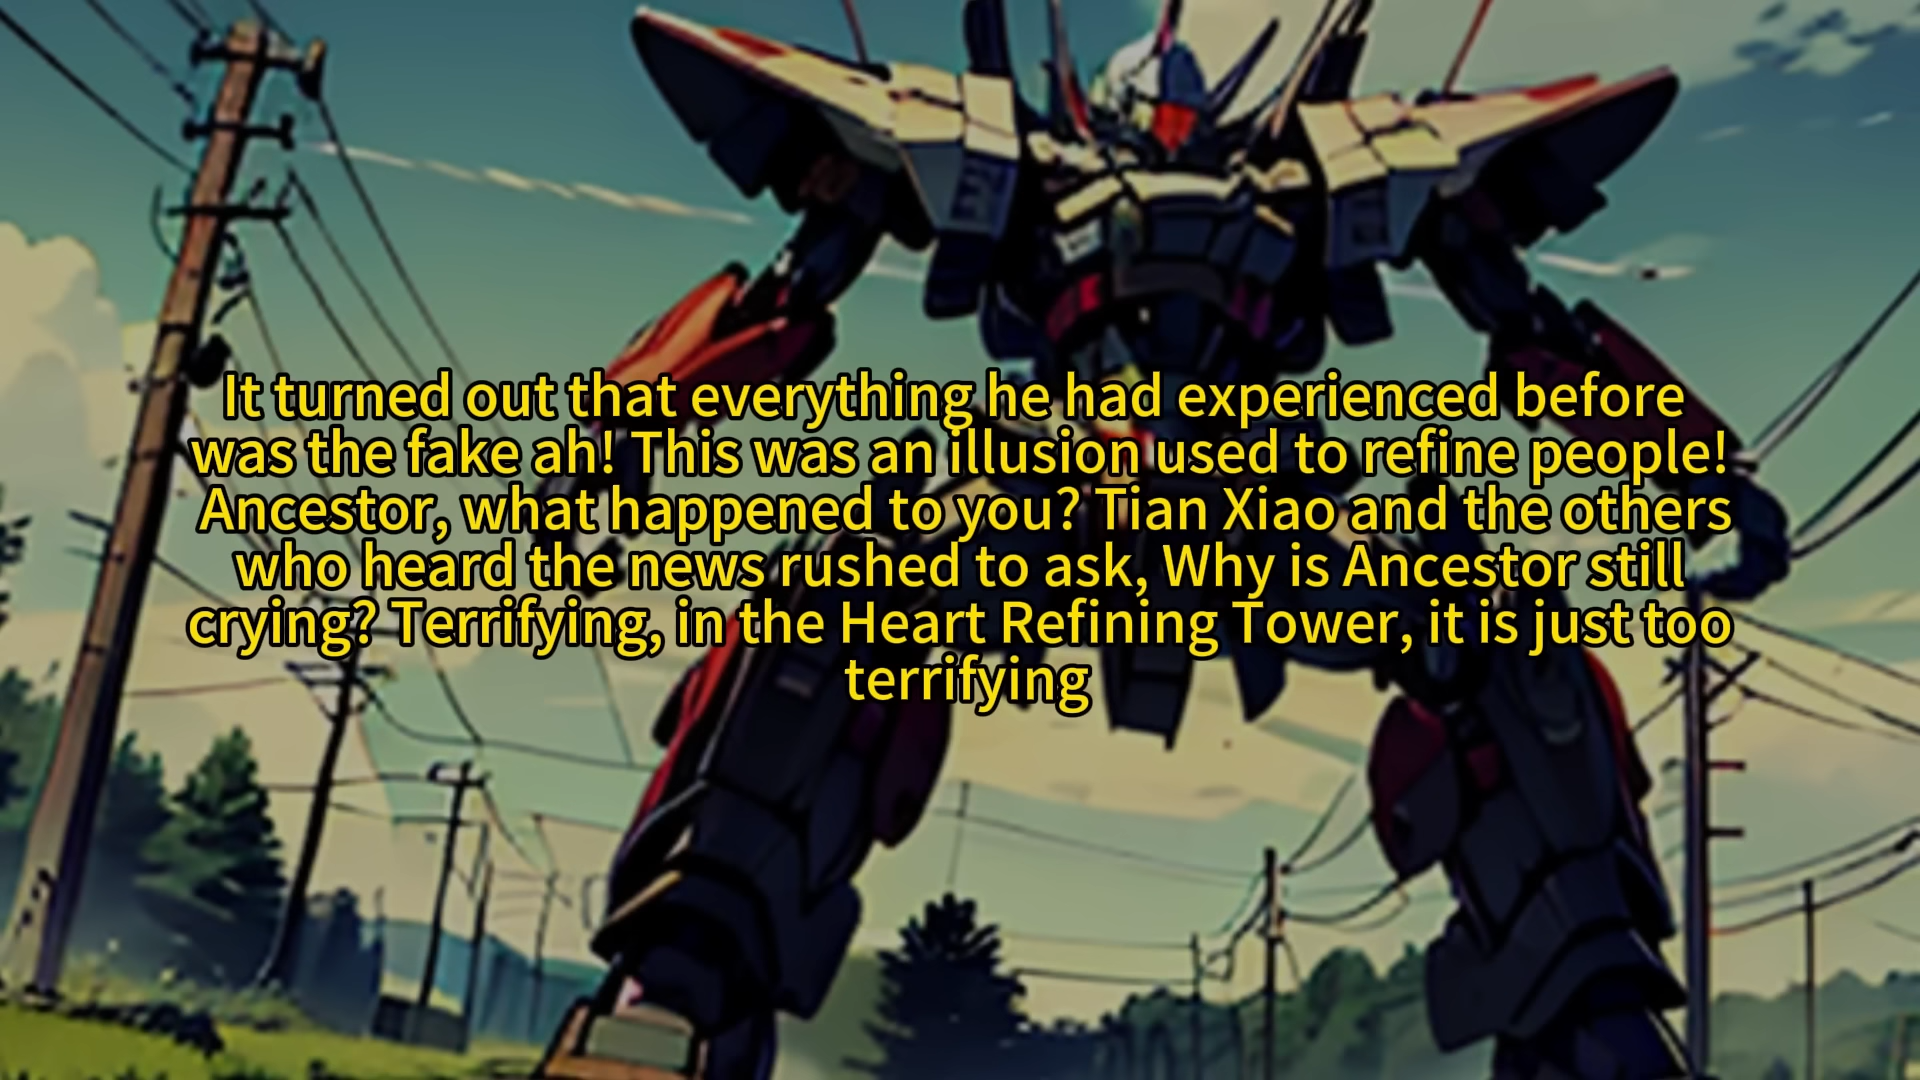 It turned out that everything he had experienced before
was the fake ah! This was an illusion used to refine people!
Ancestor, what happened to you? Tian Xiao and the others
who heard the news rushed to ask, Why is Ancestor still
crying? Terrifying, in the Heart Refining Tower, it is just too
terrifying